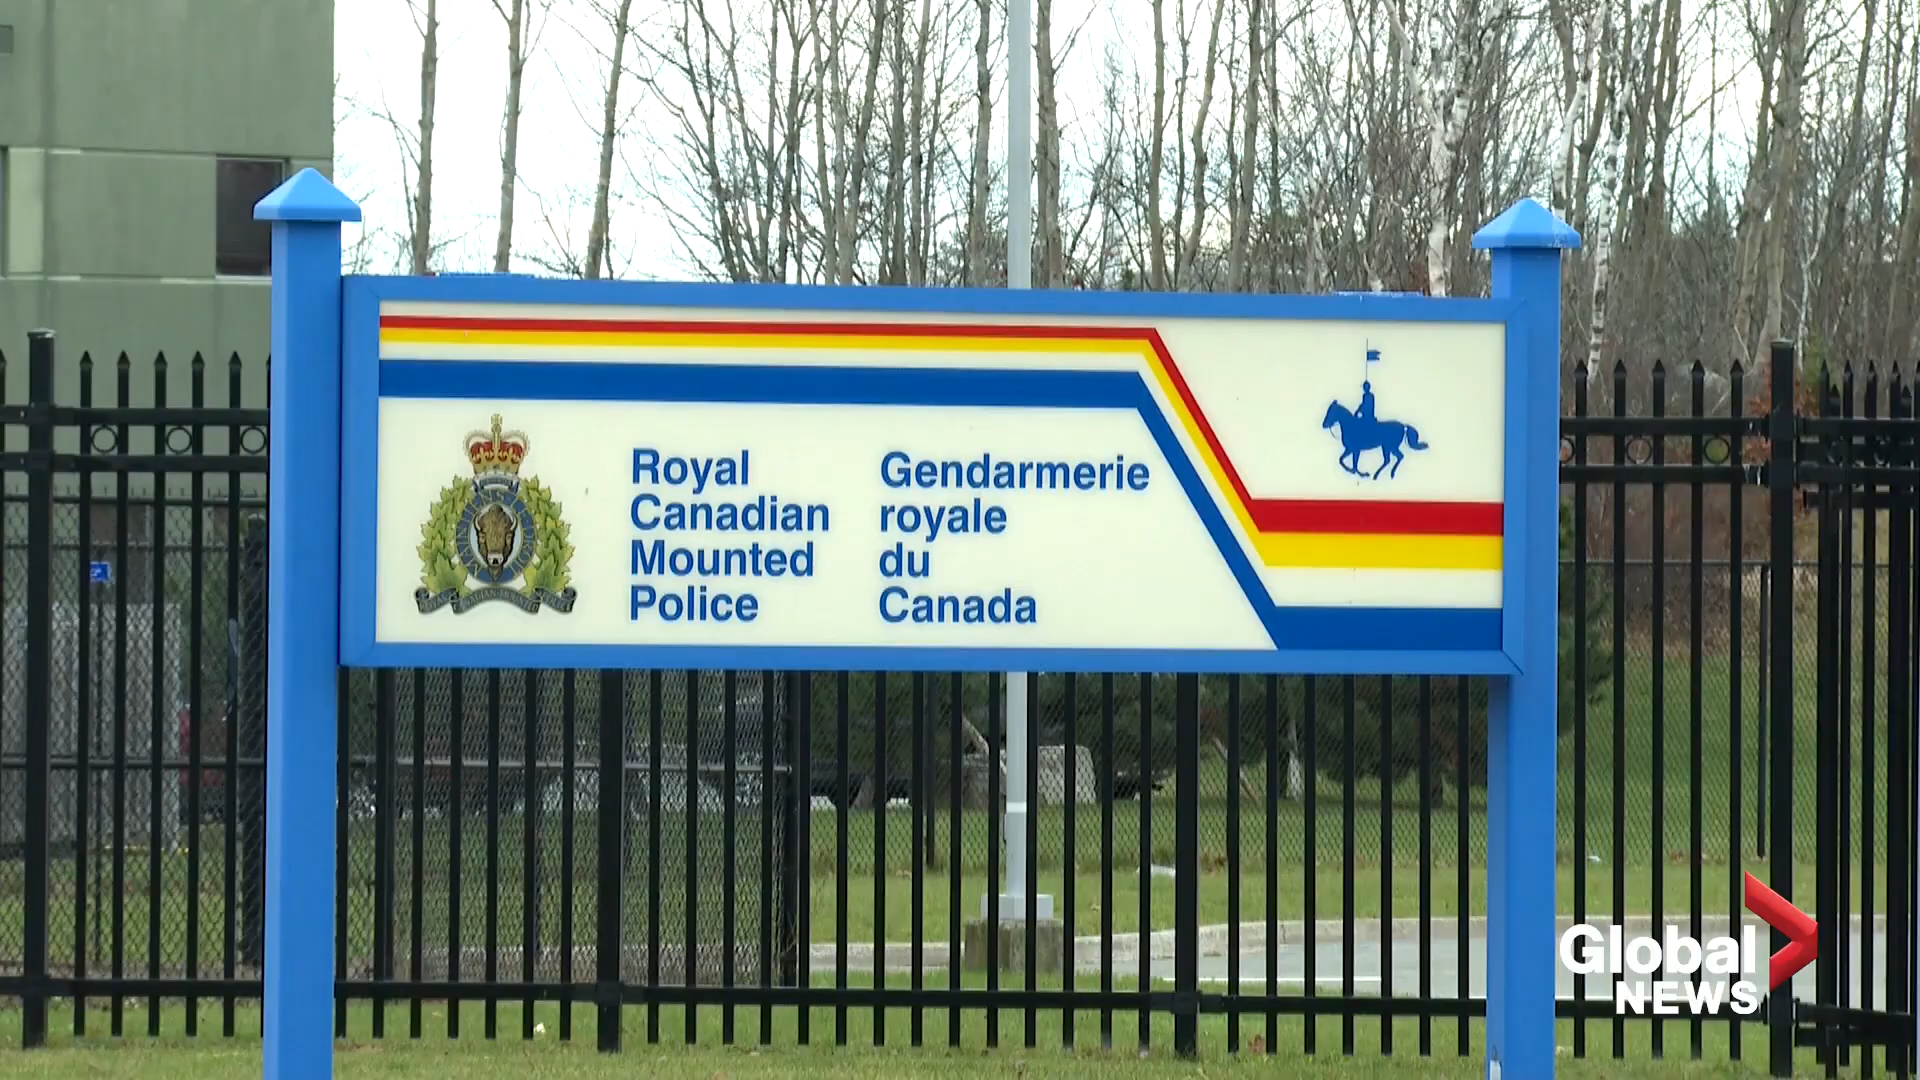 Royal
Canadian
Mounted
Police
Gendarmerie
royale
du
Canada
Global
NEWS